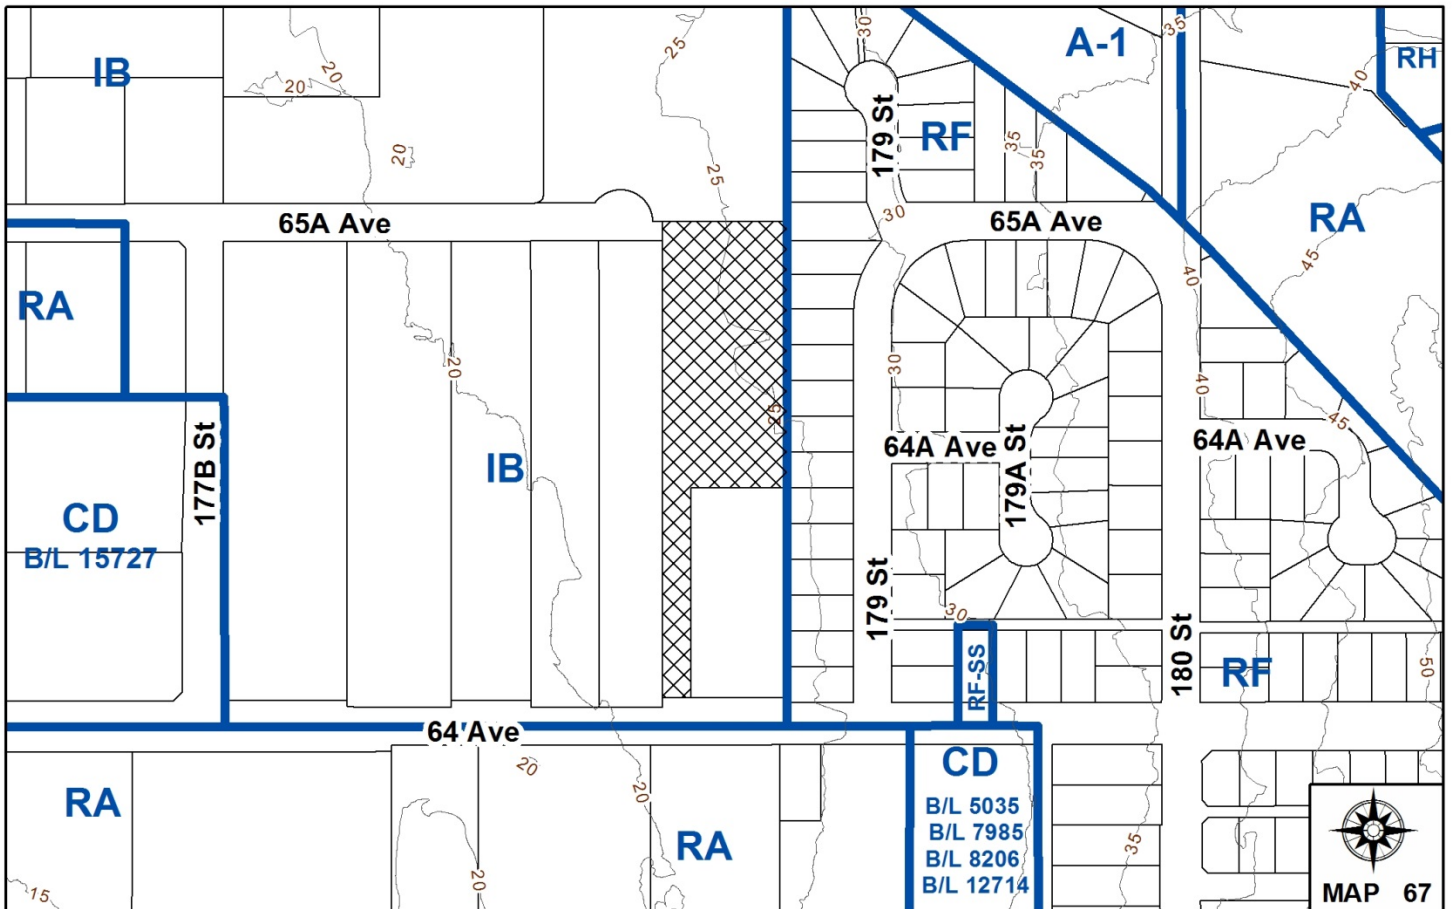 30
A-1
35
25
20
IB
RH
20
40
179 St
RF
35
35
20
25
30
65A Ave
65A Ave
RA
45
40
RA
20
30
40
25
45
64A Ave
64A Ave
177B St
IB
179A St
CD
B/L 15727
179 St
30
180 St
RF-SS
RF
50
64 Ave
20
CD
20
RA
B/L 5035
B/L 7985
B/L 8206
B/L 12714
RA
35
20
15
MAP 67